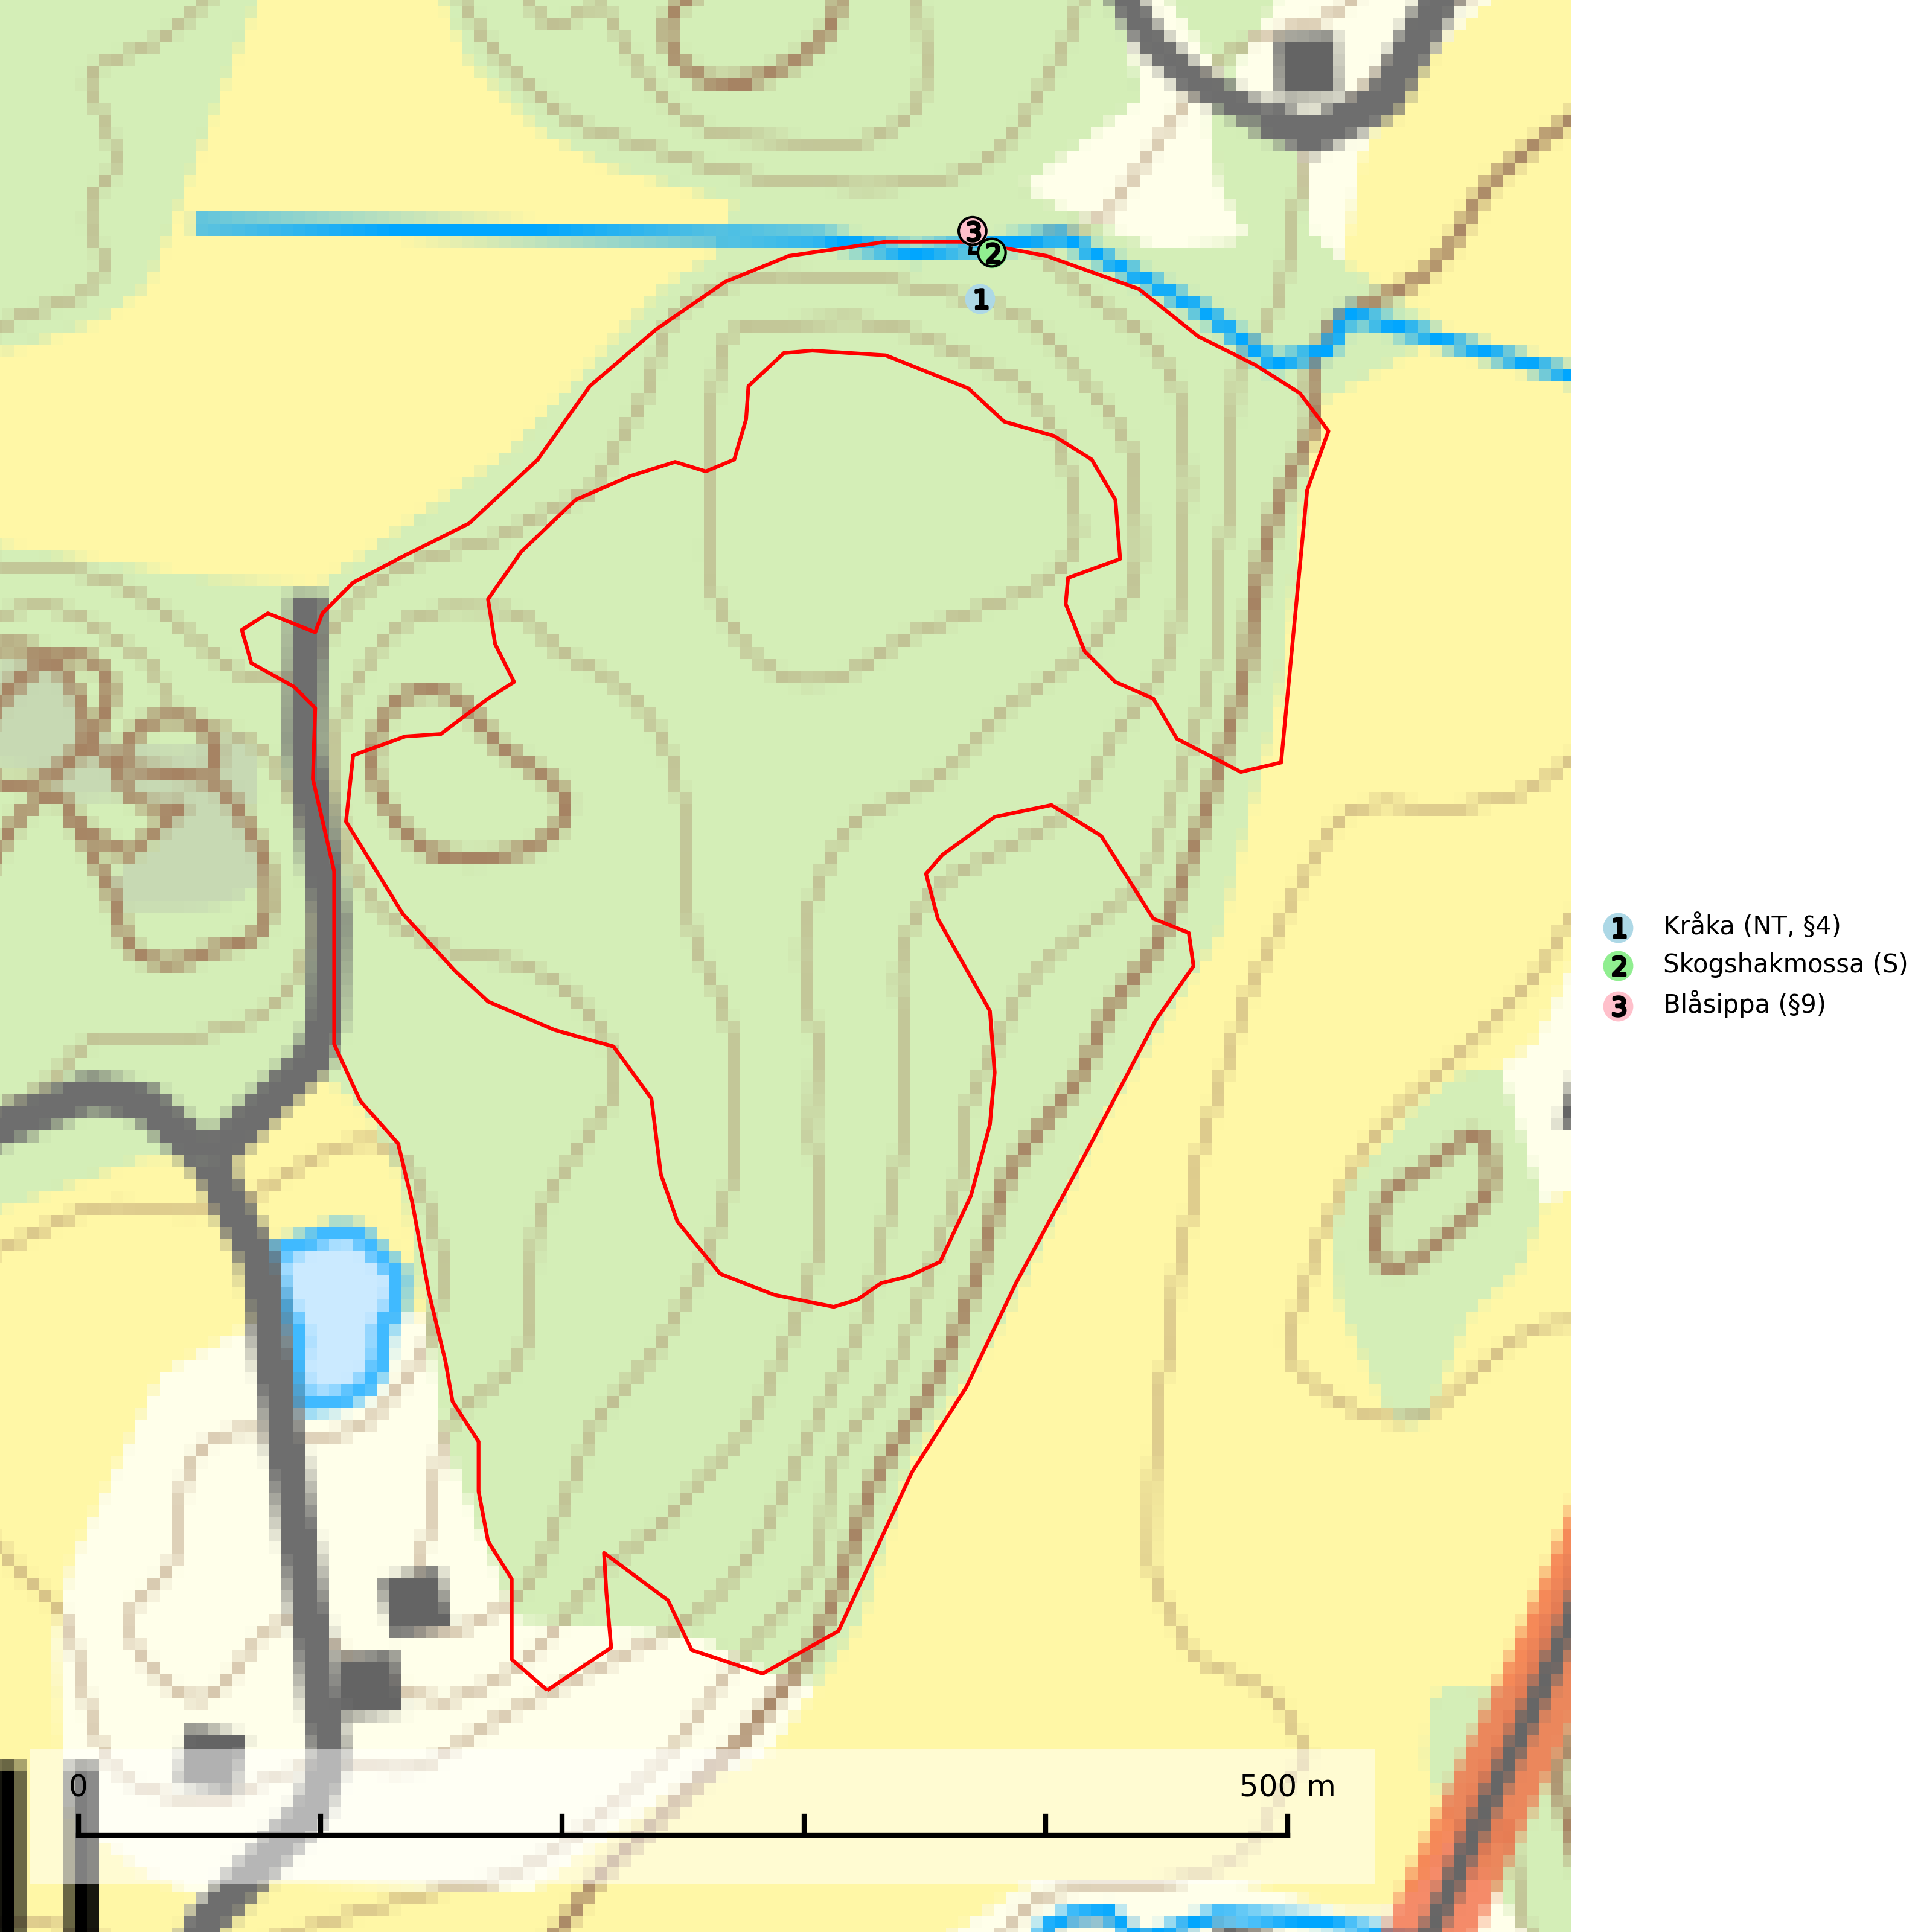 3
2
1
1 Kråka (NT, §4)
2 Skogshakmossa (S)
3 Blåsippa (§9)
0 500 m